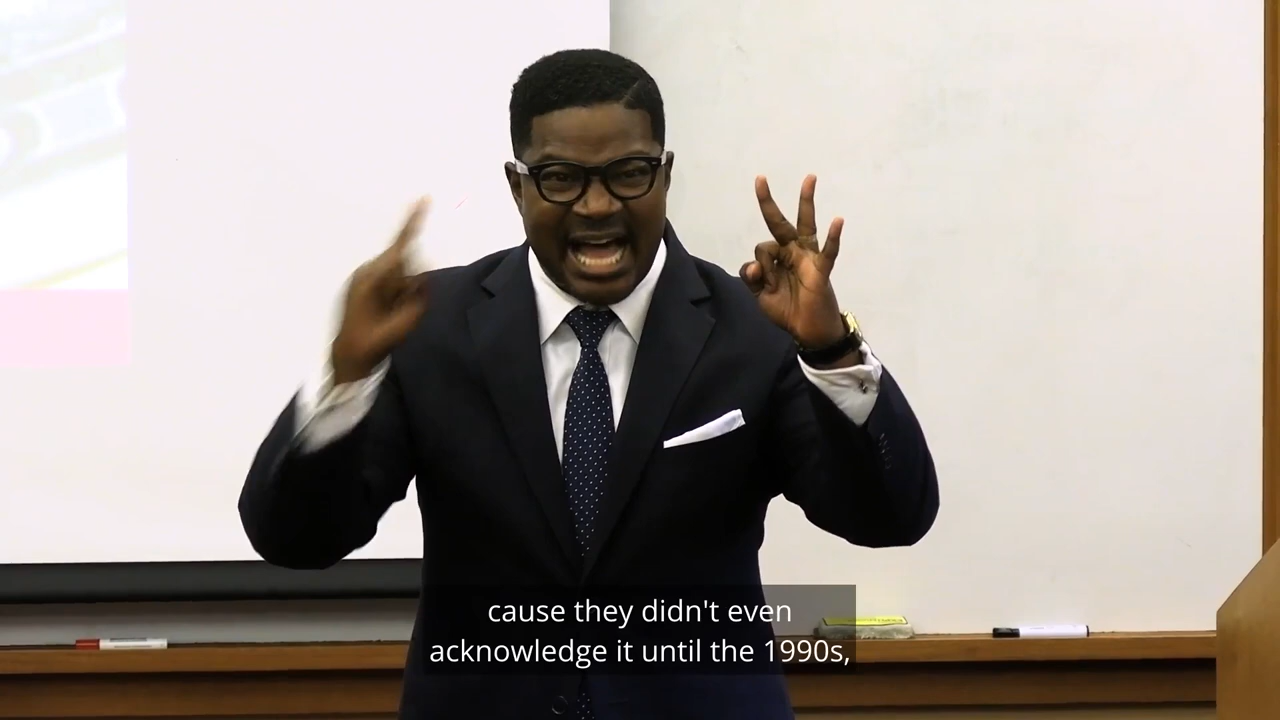 cause they didn't even
acknowledge it until the 1990s,